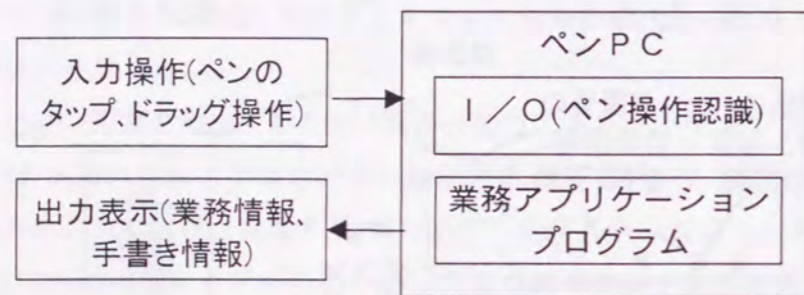 入力操作(ペンの
タップ、ドラッグ操作)
出力表示(業務情報、
手書き情報)
ペンPC
I/O(ペン操作認識)
業務アプリケーション
プログラム